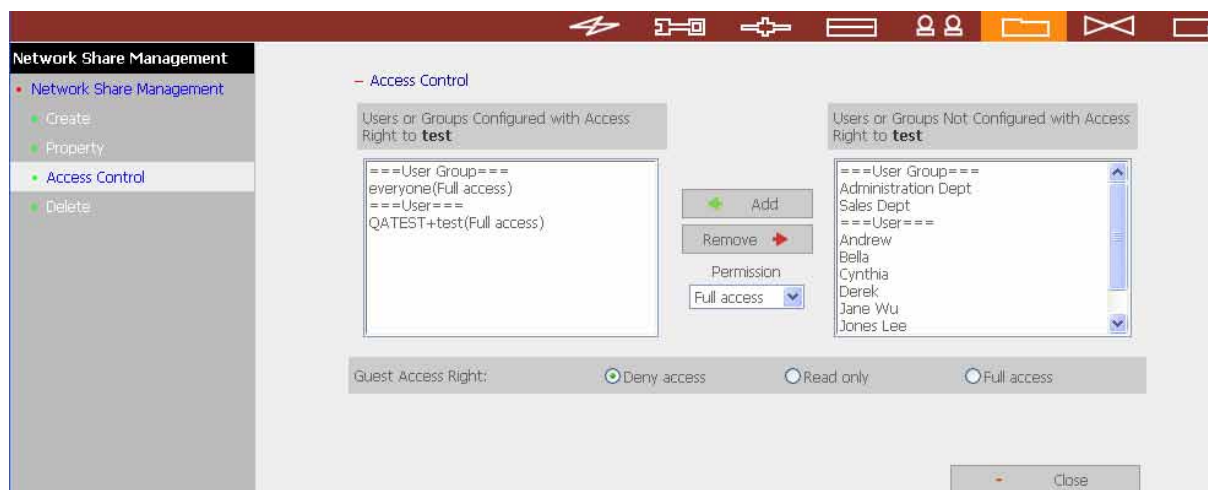 Network Share Management
Network Share Management
Create
Property
Access Control
Delete
– Access Control
Users or Groups Configured with Access
Right to test
===User Group===
everyone(Full access)
===User===
QATEST+test(Full access)
Add
Remove
Permission
Full access
Users or Groups Not Configured with Access
Right to test
===User Group===
Administration Dept
Sales Dept
===User===
Andrew
Bella
Cynthia
Derek
Jane Wu
Jones Lee
Guest Access Right:
Deny access
Read only
Full access
Close